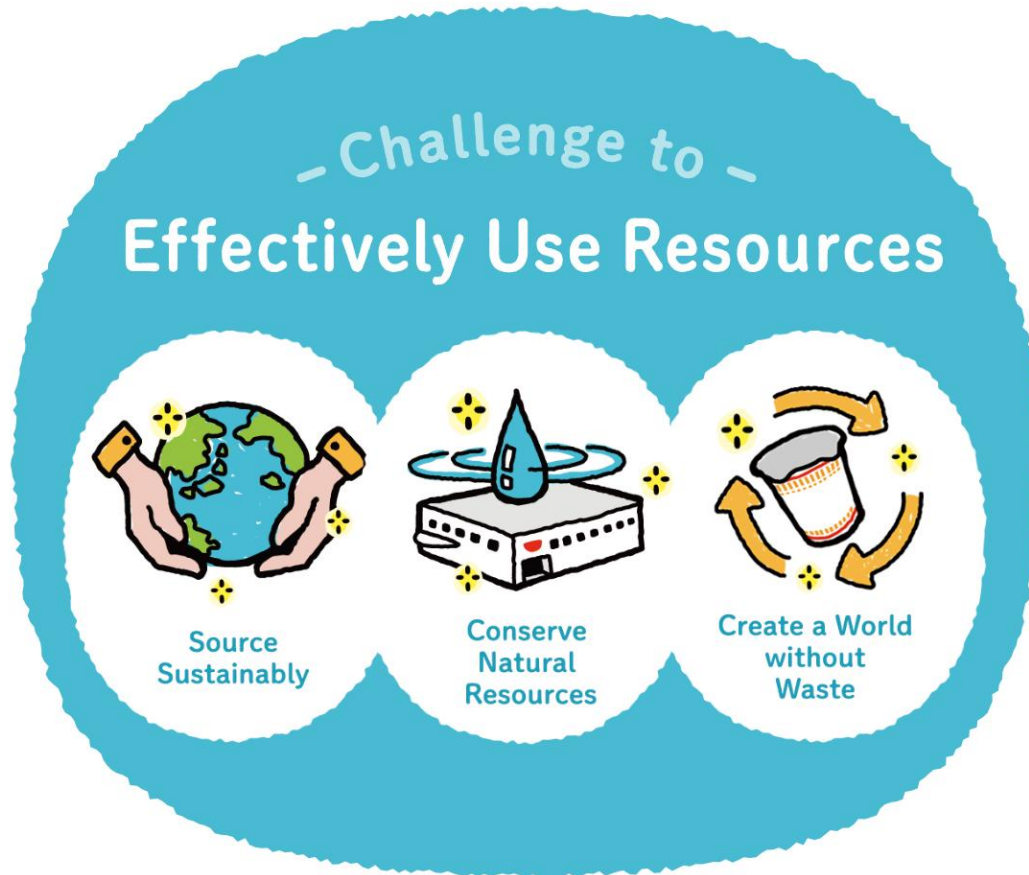 – Challenge to –
Effectively Use Resources
Source
Sustainably
Conserve
Natural
Resources
Create a World
without
Waste